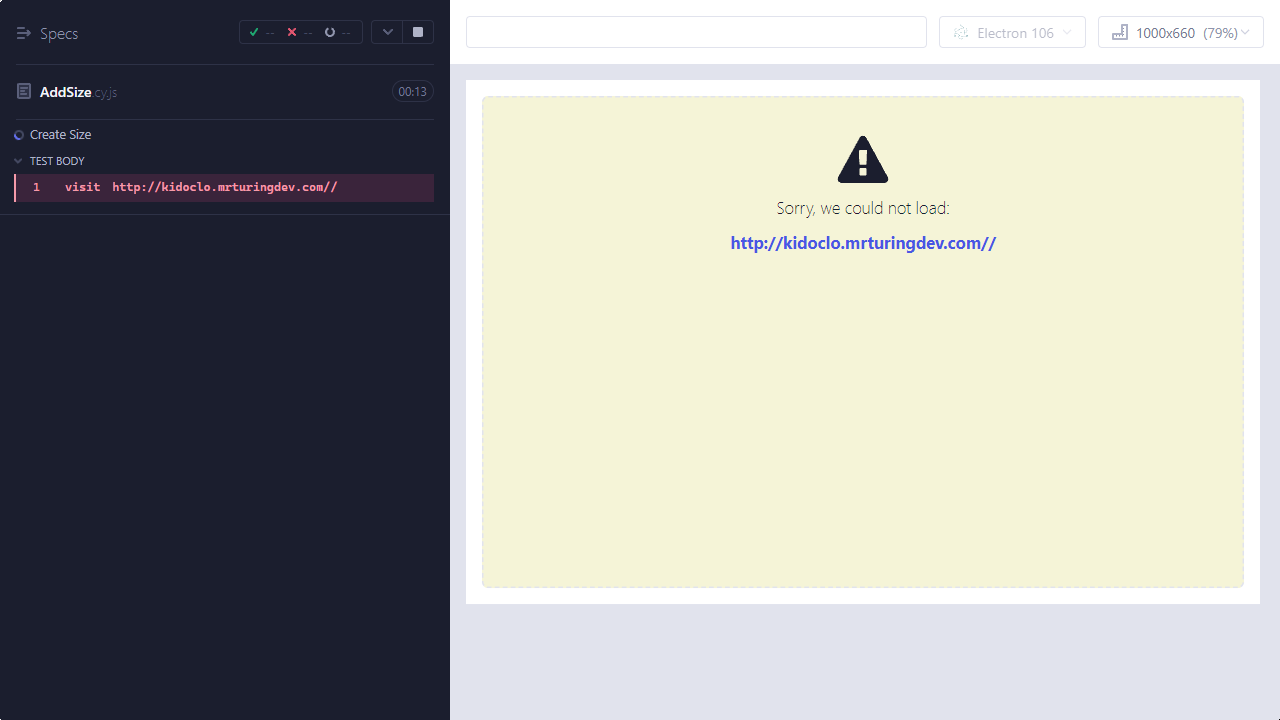 Specs
-- -- --
AddSize.cy.js
00:13
Create Size
TEST BODY
1 visit http://kidoclo.mrturingdev.com//
Electron 106
1000x660 (79%)
Sorry, we could not load:
http://kidoclo.mrturingdev.com//